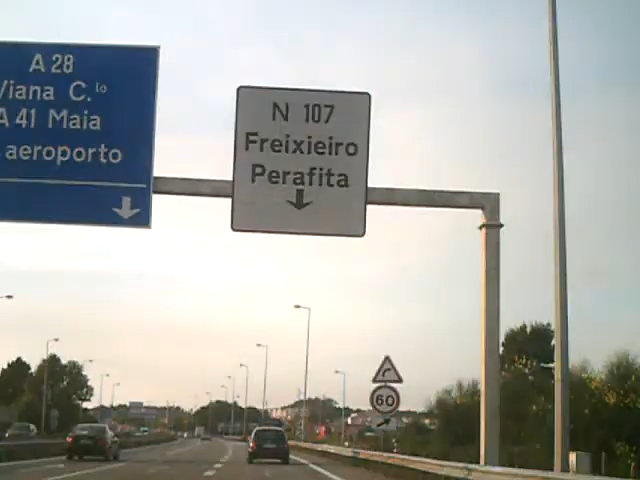 A 28
Viana C.lo
A 41 Maia
aeroporto
N 107
Freixieiro
Perafita
60